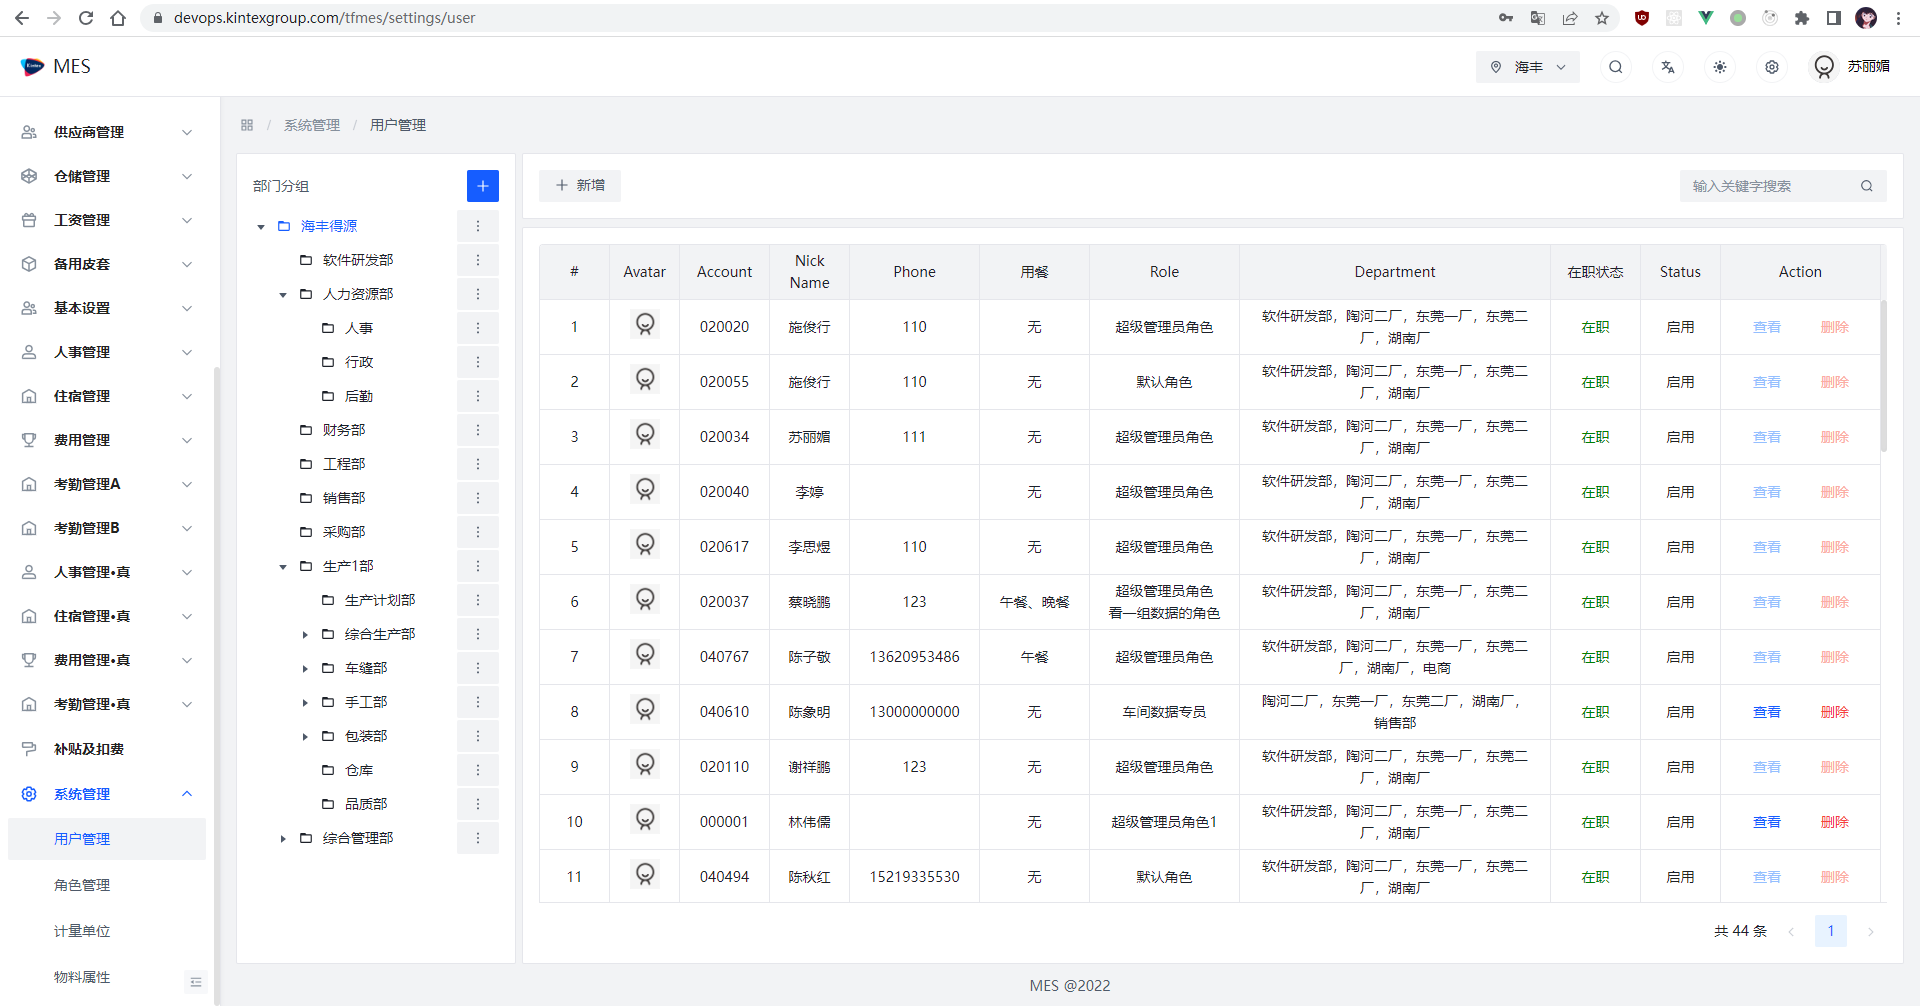 devops.kintexgroup.com/tfmes/settings/user
MES
海丰
苏丽媚
供应商管理
仓储管理
工资管理
备用皮套
基本设置
人事管理
住宿管理
费用管理
考勤管理A
考勤管理B
人事管理•真
住宿管理•真
费用管理•真
考勤管理•真
补贴及扣费
系统管理
用户管理
角色管理
计量单位
物料属性
系统管理 / 用户管理
部门分组
海丰得源
软件研发部
人力资源部
人事
行政
后勤
财务部
工程部
销售部
采购部
生产1部
生产计划部
综合生产部
车缝部
手工部
包装部
仓库
品质部
综合管理部
新增
输入关键字搜索
# Avatar Account Nick Name Phone 用餐 Role Department 在职状态 Status Action
1 020020 施俊行 110 无 超级管理员角色 软件研发部，陶河二厂，东莞一厂，东莞二厂，湖南厂 在职 启用 查看 删除
2 020055 施俊行 110 无 默认角色 软件研发部，陶河二厂，东莞一厂，东莞二厂，湖南厂 在职 启用 查看 删除
3 020034 苏丽媚 111 无 超级管理员角色 软件研发部，陶河二厂，东莞一厂，东莞二厂，湖南厂 在职 启用 查看 删除
4 020040 李婷 无 超级管理员角色 软件研发部，陶河二厂，东莞一厂，东莞二厂，湖南厂 在职 启用 查看 删除
5 020617 李思煜 110 无 超级管理员角色 软件研发部，陶河二厂，东莞一厂，东莞二厂，湖南厂 在职 启用 查看 删除
6 020037 蔡晓鹏 123 午餐、晚餐 超级管理员角色 看一组数据的角色 软件研发部，陶河二厂，东莞一厂，东莞二厂，湖南厂 在职 启用 查看 删除
7 040767 陈子敬 13620953486 午餐 超级管理员角色 软件研发部，陶河二厂，东莞一厂，东莞二厂，湖南厂，电商 在职 启用 查看 删除
8 040610 陈象明 13000000000 无 车间数据专员 陶河二厂，东莞一厂，东莞二厂，湖南厂，销售部 在职 启用 查看 删除
9 020110 谢祥鹏 123 无 超级管理员角色 软件研发部，陶河二厂，东莞一厂，东莞二厂，湖南厂 在职 启用 查看 删除
10 000001 林伟儒 无 超级管理员角色1 软件研发部，陶河二厂，东莞一厂，东莞二厂，湖南厂 在职 启用 查看 删除
11 040494 陈秋红 15219335530 无 默认角色 软件研发部，陶河二厂，东莞一厂，东莞二厂，湖南厂 在职 启用 查看 删除
共 44 条 1
MES @2022